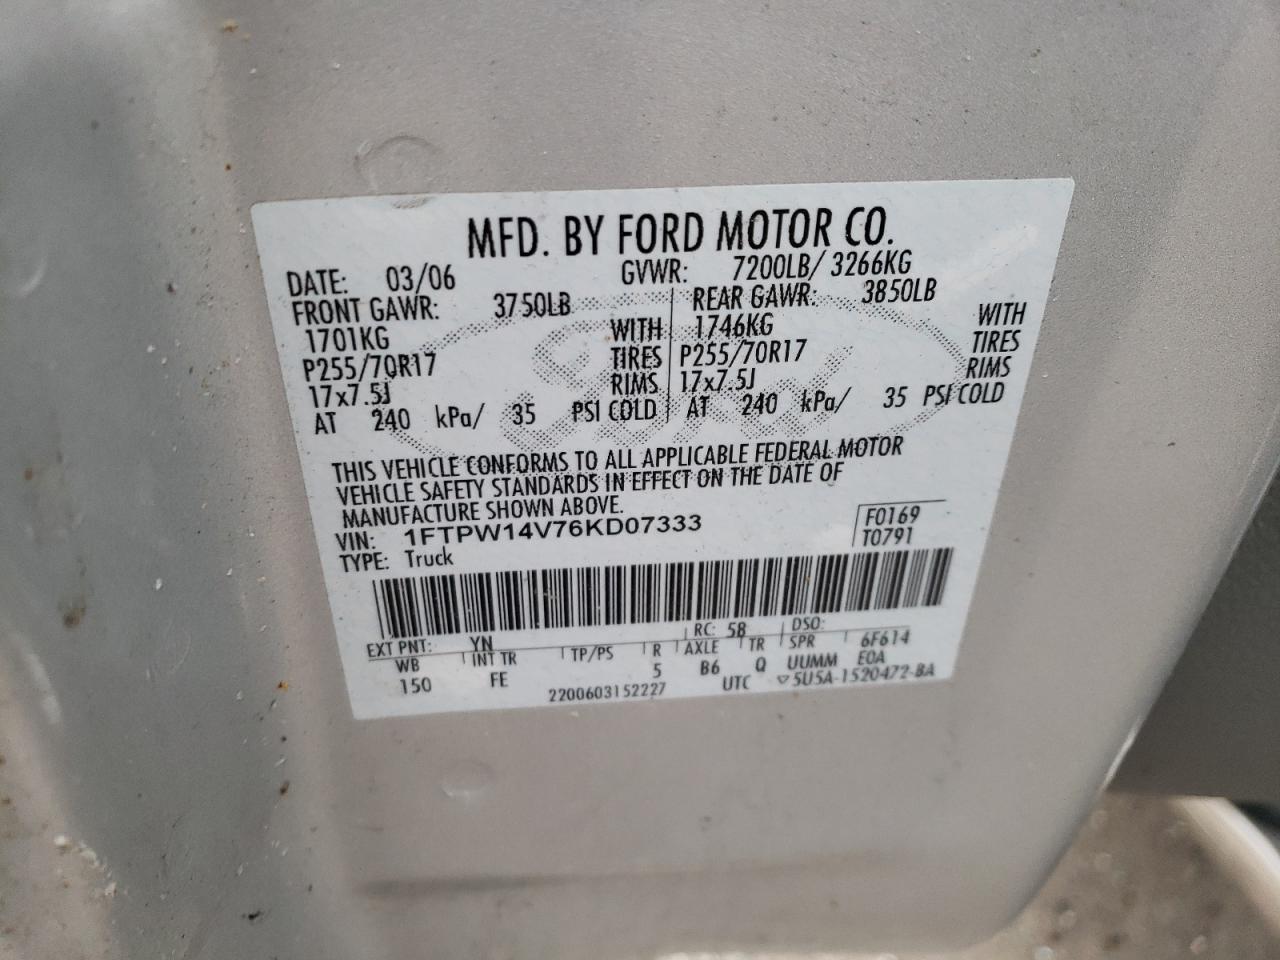 MFD. BY FORD MOTOR CO.
DATE: 03/06 GVWR: 7200LB/ 3266KG
FRONT GAWR: 3750LB REAR GAWR: 3850LB
1701KG WITH 1746KG WITH
P255/70R17 TIRES P255/70R17 TIRES
17x7.5J RIMS 17x7.5J RIMS
AT 240 kPa/ 35 PSI COLD AT 240 kPa/ 35 PSI COLD
Ford
THIS VEHICLE CONFORMS TO ALL APPLICABLE FEDERAL MOTOR
VEHICLE SAFETY STANDARDS IN EFFECT ON THE DATE OF
MANUFACTURE SHOWN ABOVE.
VIN: 1FTPW14V76KD07333 F0169
TYPE: Truck T0791
EXT PNT: YN RC: 58 DSO:
WB INT TR TP/PS R AXLE TR SPR 6F614
150 FE 5 B6 Q UUMM EOA
2200603152227 UTC ▽5U5A-1520472-BA